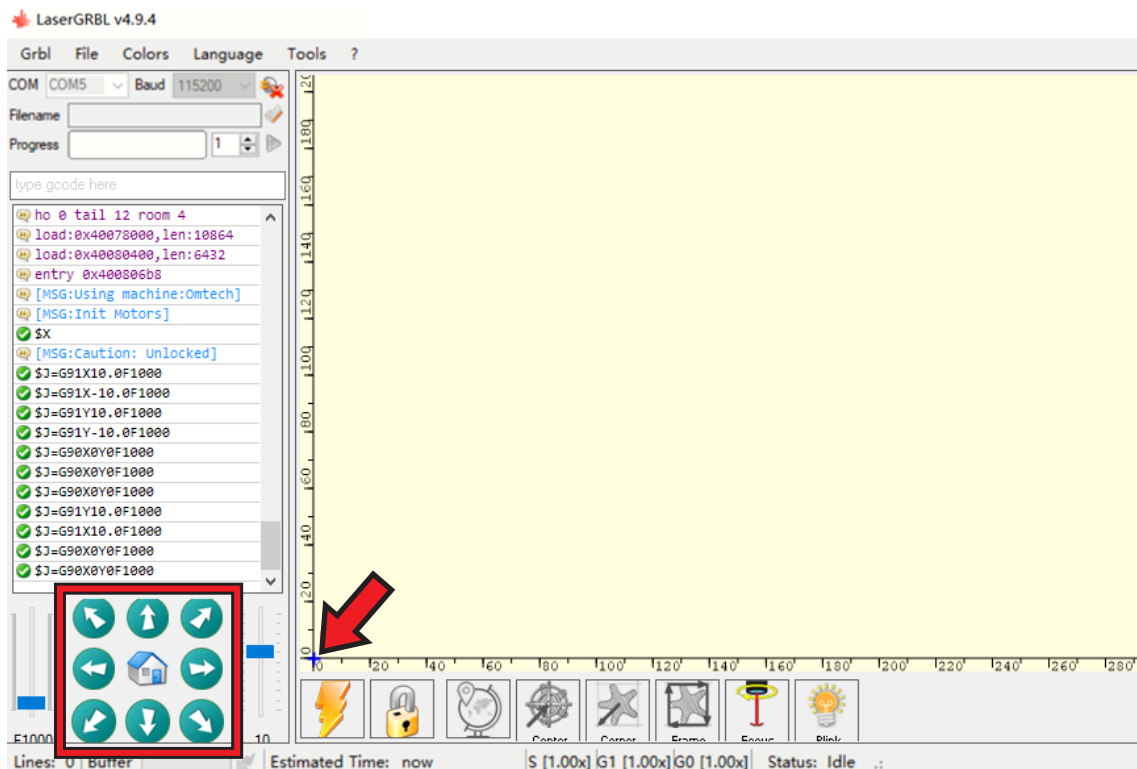 LaserGRBL v4.9.4
Grbl File Colors Language Tools ?
COM COM5 Baud 115200
Filename
Progress 1
type gcode here
ho 0 tail 12 room 4
load:0x40078000,len:10864
load:0x40080400,len:6432
entry 0x400806b8
[MSG:Using machine:Omtech]
[MSG:Init Motors]
$X
[MSG:Caution: Unlocked]
$J=G91X10.0F1000
$J=G91X-10.0F1000
$J=G91Y10.0F1000
$J=G91Y-10.0F1000
$J=G90X0Y0F1000
$J=G90X0Y0F1000
$J=G90X0Y0F1000
$J=G91Y10.0F1000
$J=G91X10.0F1000
$J=G90X0Y0F1000
$J=G90X0Y0F1000
180
160
140
120
100
80
60
40
20
0
0 20 40 60 80 100 120 140 160 180 200 220 240 260 280
F1000 10
Center Corner Frame Focus Blink
Lines: 0 Buffer Estimated Time: now S [1.00x] G1 [1.00x] G0 [1.00x] Status: Idle